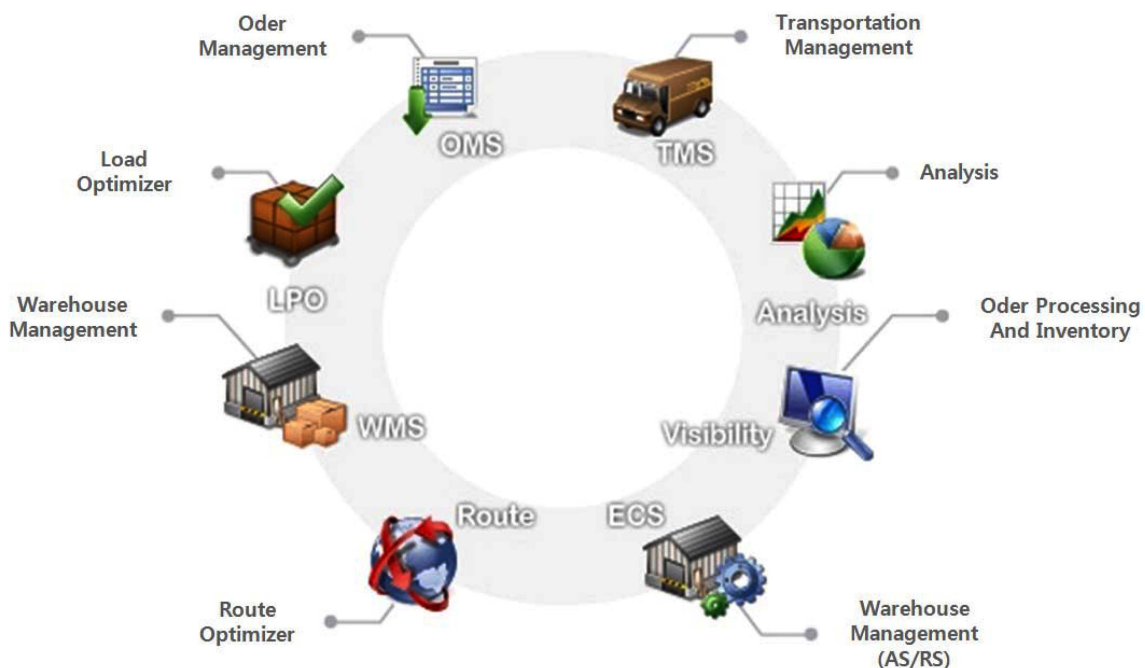 Oder
Management
OMS
Transportation
Management
TMS
Load
Optimizer
LPO
Analysis
Analysis
Warehouse
Management
WMS
Oder Processing
And Inventory
Visibility
Route
Route
Optimizer
ECS
Warehouse
Management
(AS/RS)